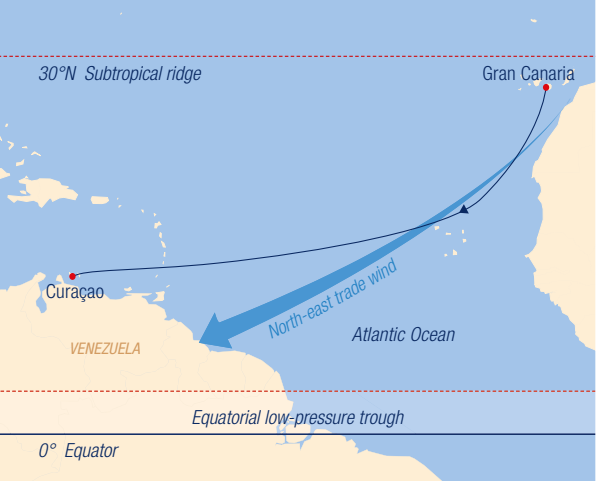 30°N Subtropical ridge
Gran Canaria
Curaçao
North-east trade wind
VENEZUELA
Atlantic Ocean
Equatorial low-pressure trough
0° Equator